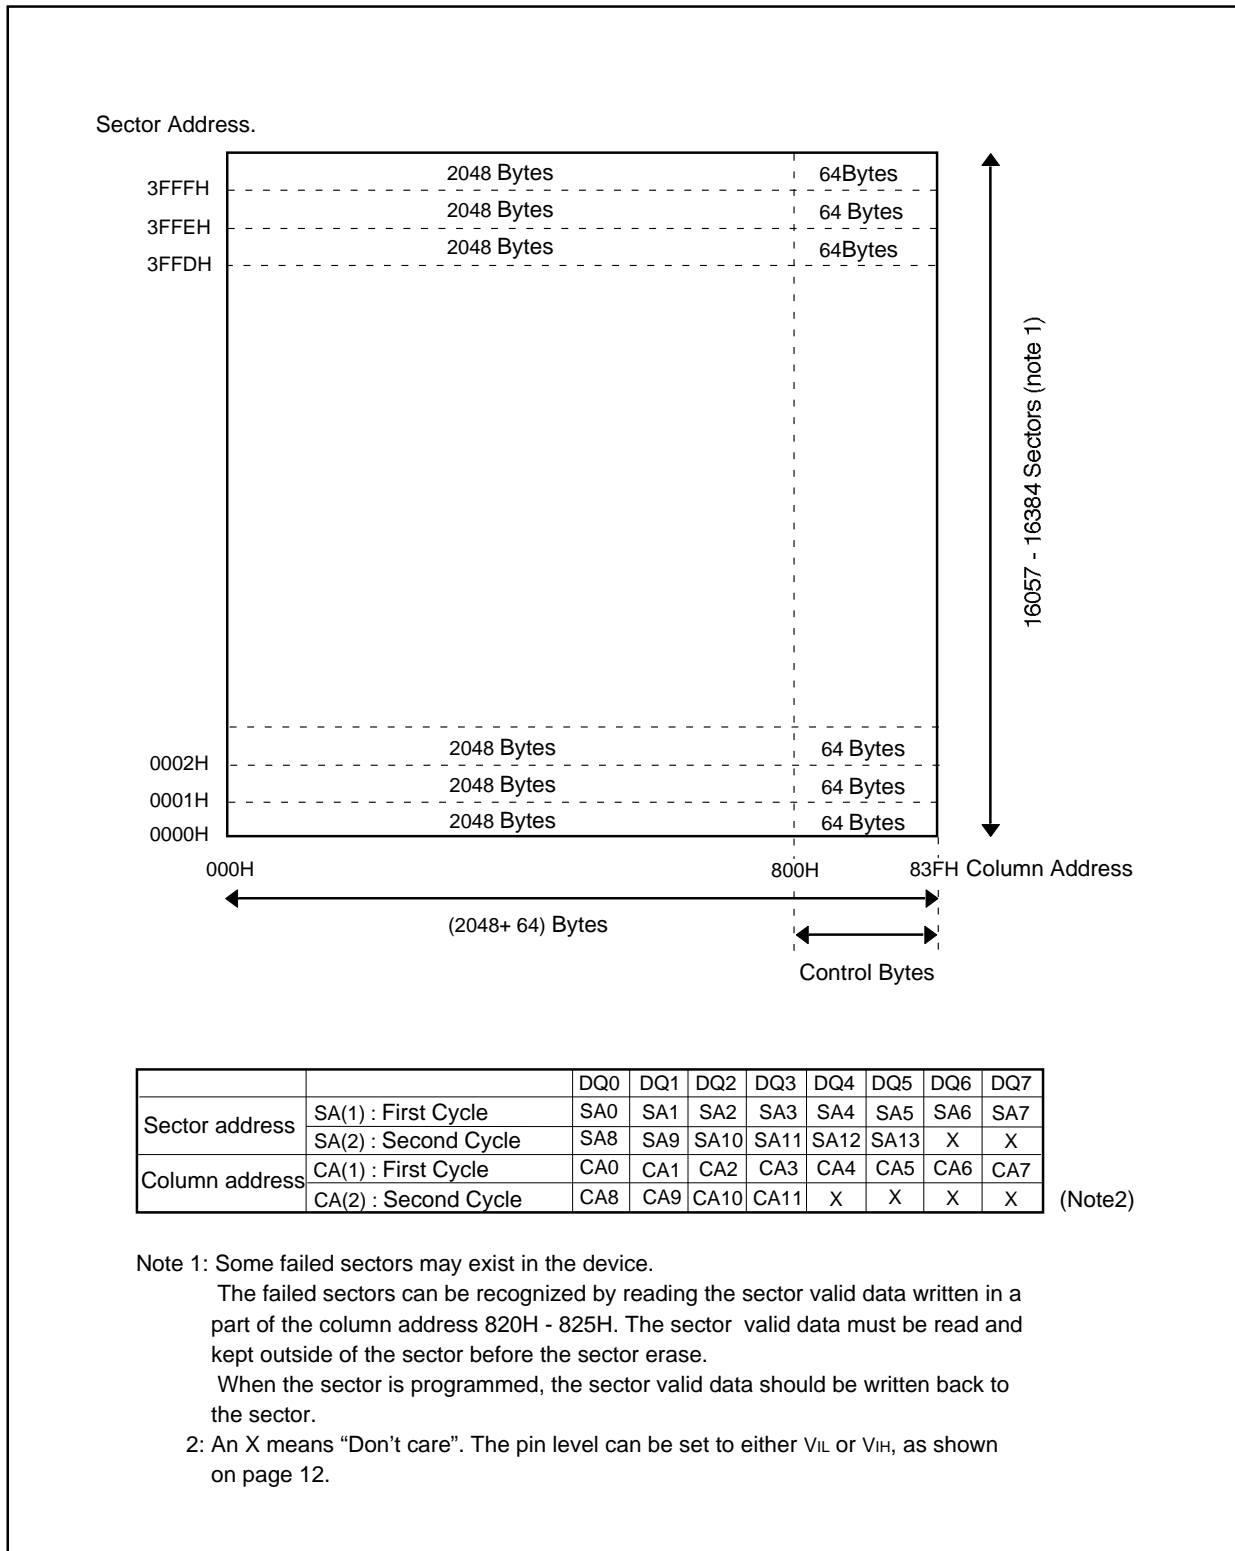 Sector Address.
2048 Bytes 64Bytes
3FFFH
2048 Bytes 64 Bytes
3FFEH
2048 Bytes 64Bytes
3FFDH
16057 - 16384 Sectors (note 1)
2048 Bytes 64 Bytes
0002H
2048 Bytes 64 Bytes
0001H
2048 Bytes 64 Bytes
0000H
000H 800H 83FH Column Address
(2048+ 64) Bytes
Control Bytes
DQ0 DQ1 DQ2 DQ3 DQ4 DQ5 DQ6 DQ7
Sector address SA(1) : First Cycle SA0 SA1 SA2 SA3 SA4 SA5 SA6 SA7
SA(2) : Second Cycle SA8 SA9 SA10 SA11 SA12 SA13 X X
Column address CA(1) : First Cycle CA0 CA1 CA2 CA3 CA4 CA5 CA6 CA7
CA(2) : Second Cycle CA8 CA9 CA10 CA11 X X X X (Note2)
Note 1: Some failed sectors may exist in the device.
The failed sectors can be recognized by reading the sector valid data written in a
part of the column address 820H - 825H. The sector valid data must be read and
kept outside of the sector before the sector erase.
When the sector is programmed, the sector valid data should be written back to
the sector.
2: An X means “Don’t care”. The pin level can be set to either VIL or VIH, as shown
on page 12.